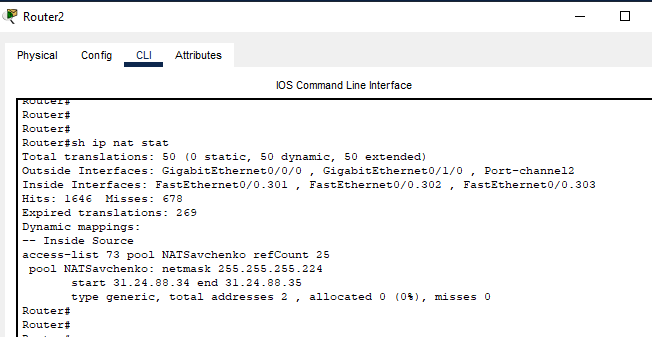 Router2
Physical Config CLI Attributes
IOS Command Line Interface
Router#
Router#
Router#
Router#sh ip nat stat
Total translations: 50 (0 static, 50 dynamic, 50 extended)
Outside Interfaces: GigabitEthernet0/0/0 , GigabitEthernet0/1/0 , Port-channel2
Inside Interfaces: FastEthernet0/0.301 , FastEthernet0/0.302 , FastEthernet0/0.303
Hits: 1646 Misses: 678
Expired translations: 269
Dynamic mappings:
-- Inside Source
access-list 73 pool NATSavchenko refCount 25
pool NATSavchenko: netmask 255.255.255.224
start 31.24.88.34 end 31.24.88.35
type generic, total addresses 2 , allocated 0 (0%), misses 0
Router#
Router#